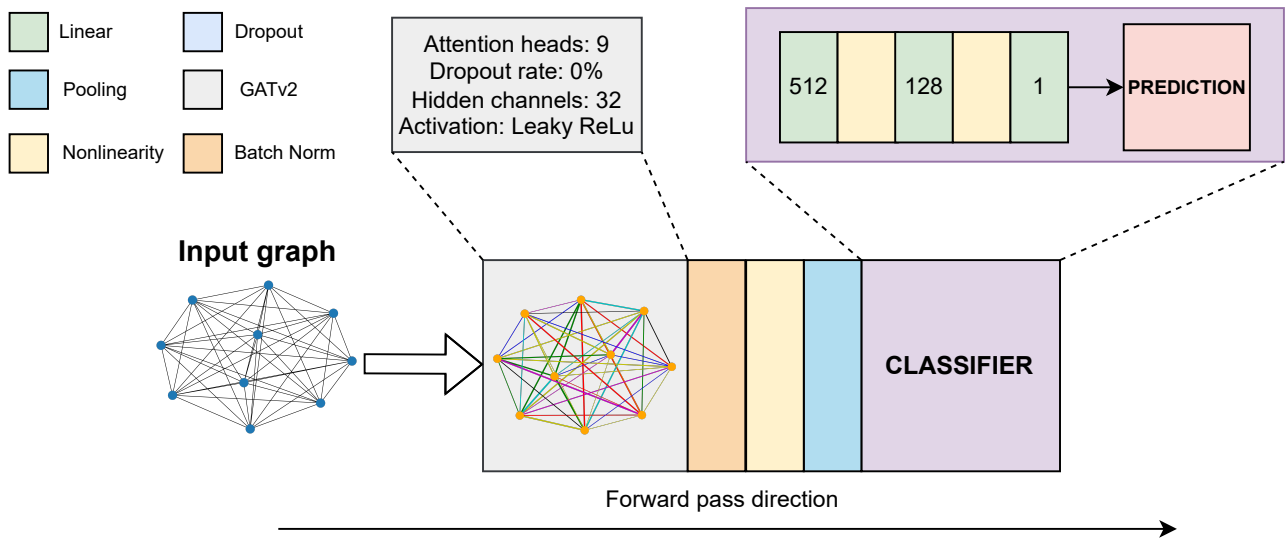 Linear
Dropout
Pooling
GATv2
Nonlinearity
Batch Norm
Attention heads: 9
Dropout rate: 0%
Hidden channels: 32
Activation: Leaky ReLu
512
128
1
PREDICTION
Input graph
CLASSIFIER
Forward pass direction